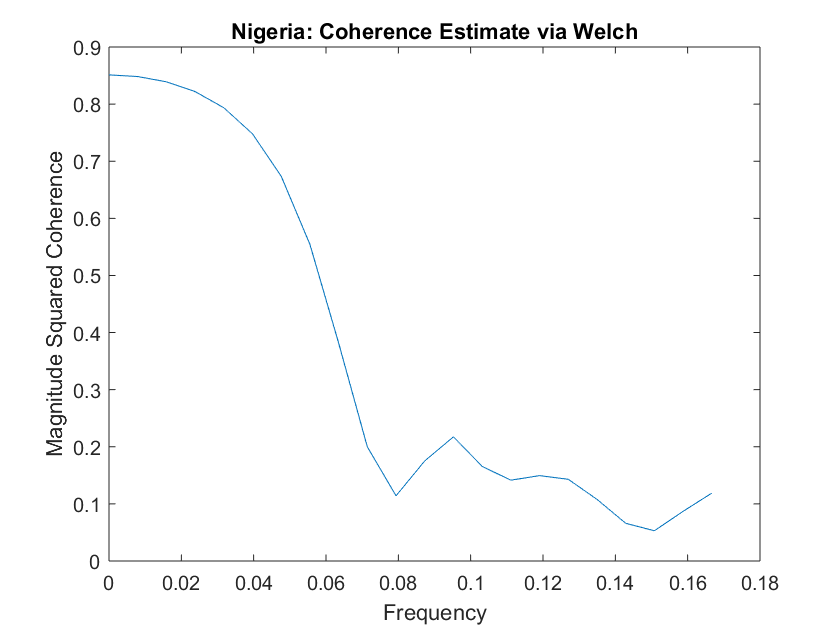 Nigeria: Coherence Estimate via Welch
Magnitude Squared Coherence
0.9
0.8
0.7
0.6
0.5
0.4
0.3
0.2
0.1
0
0 0.02 0.04 0.06 0.08 0.1 0.12 0.14 0.16 0.18
Frequency